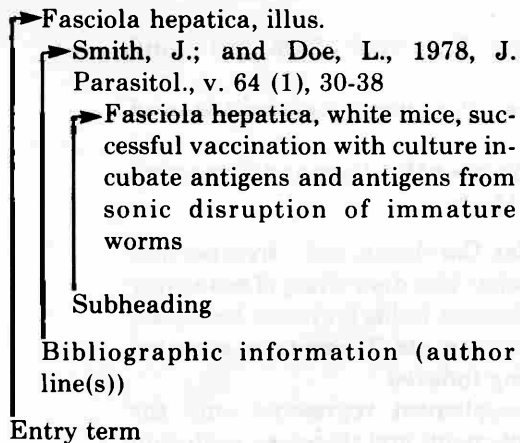 Fasciola hepatica, illus.
Smith, J.; and Doe, L., 1978, J.
Parasitol., v. 64 (1), 30-38
Fasciola hepatica, white mice, suc-
cessful vaccination with culture in-
cubate antigens and antigens from
sonic disruption of immature
worms
Subheading
Bibliographic information (author
line(s))
Entry term